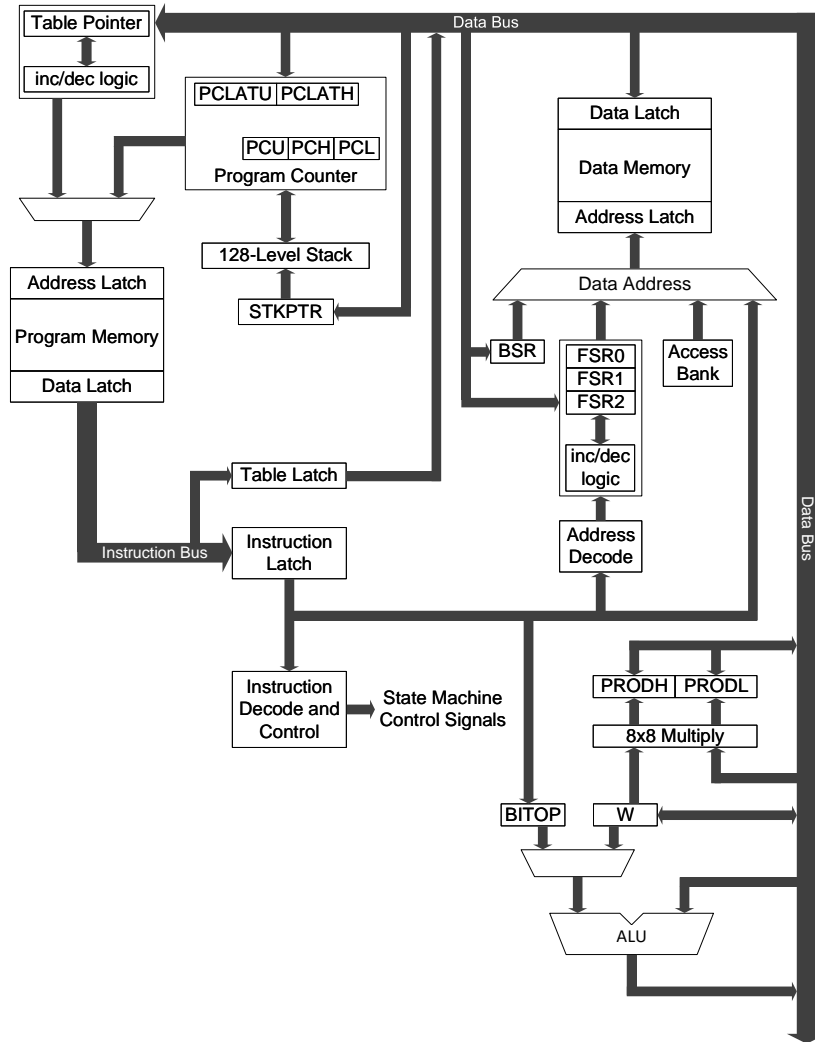 Data Bus
Table Pointer
inc/dec logic
PCLATU PCLATH
PCU PCH PCL
Program Counter
128-Level Stack
STKPTR
Data Latch
Data Memory
Address Latch
Data Address
Address Latch
Program Memory
Data Latch
BSR
FSR0
FSR1
FSR2
inc/dec
logic
Access
Bank
Address
Decode
Table Latch
Instruction Bus
Instruction
Latch
Data Bus
Instruction
Decode and
Control
State Machine
Control Signals
PRODH PRODL
8x8 Multiply
BITOP
W
ALU